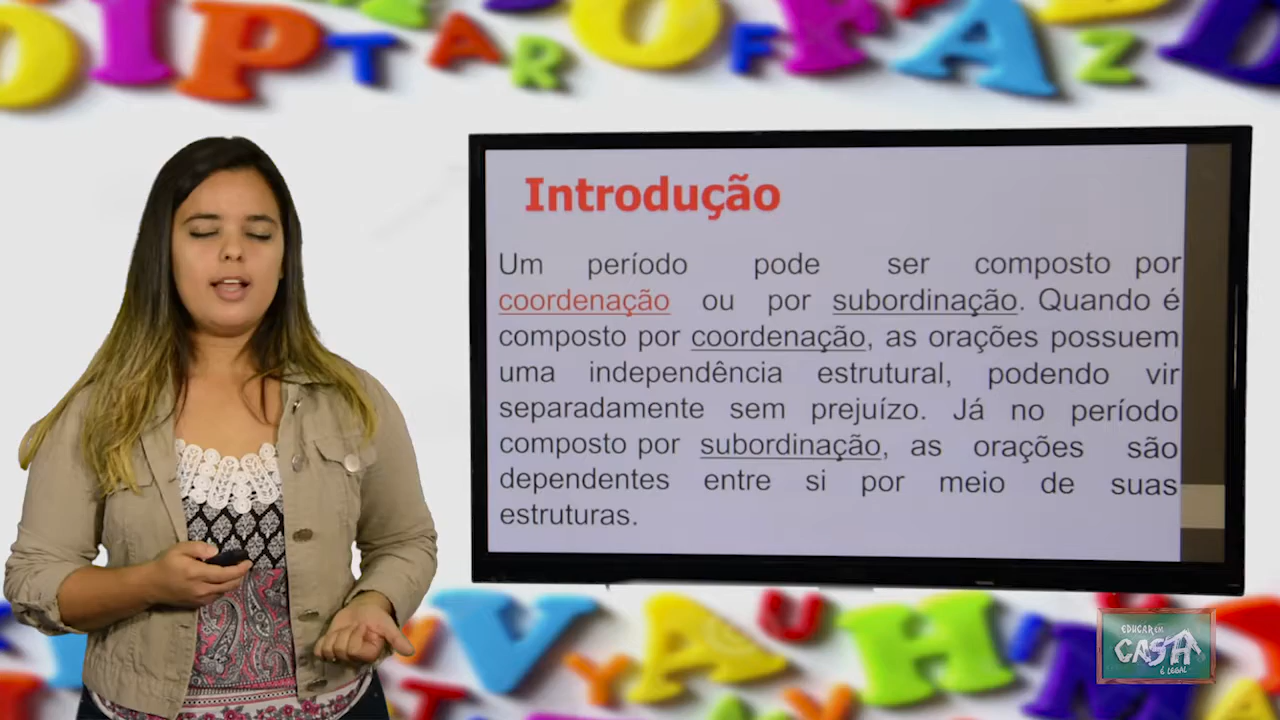 Introdução
Um período pode ser composto por
coordenação ou por subordinação. Quando é
composto por coordenação, as orações possuem
uma independência estrutural, podendo vir
separadamente sem prejuízo. Já no período
composto por subordinação, as orações são
dependentes entre si por meio de suas
estruturas.
EDUCAR EM
CASA
É LEGAL